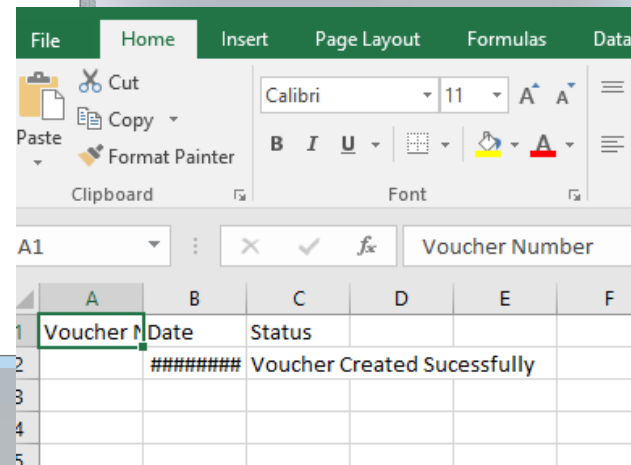 File Home Insert Page Layout Formulas Data
Cut
Calibri 11 A A
Copy
Paste
B I U A
Format Painter
Clipboard Font
A1 fx Voucher Number
A B C D E F
1 Voucher N Date Status
2 ######## Voucher Created Sucessfully
3
4
5